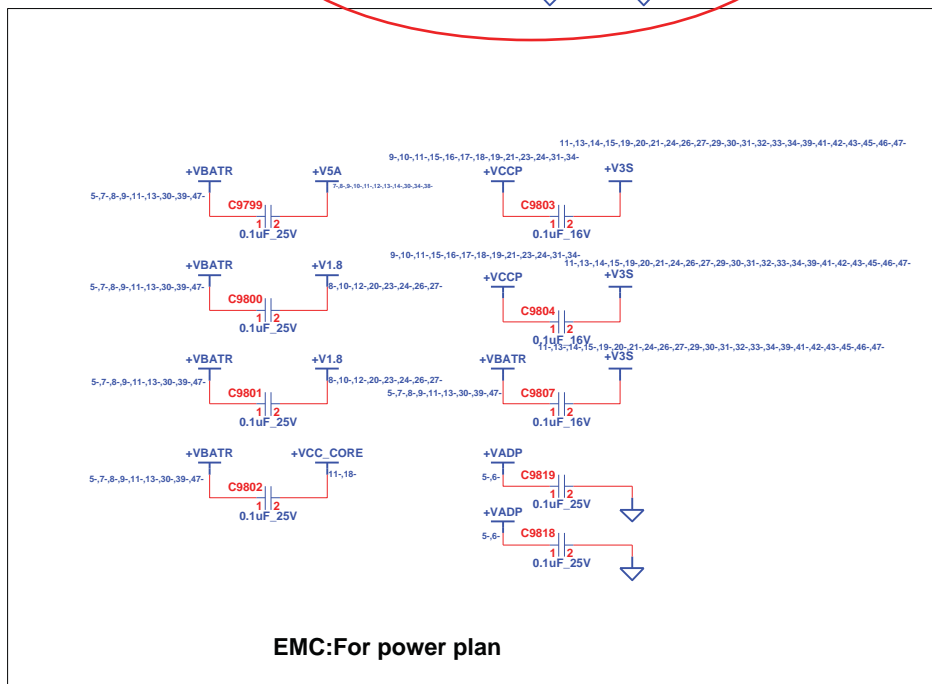 +VBATR
+V5A
5-,7-,8-,9-,11-,13-,30-,39-,47-
7-,8-,9-,10-,11-,12-,13-,14-,30-,34-,38-
C9799
1 2
0.1uF_25V
11-,13-,14-,15-,19-,20-,21-,24-,26-,27-,29-,30-,31-,32-,33-,34-,39-,41-,42-,43-,45-,46-,47-
9-,10-,11-,15-,16-,17-,18-,19-,21-,23-,24-,31-,34-
+VCCP
+V3S
C9803
1 2
0.1uF_16V
+VBATR
+V1.8
5-,7-,8-,9-,11-,13-,30-,39-,47-
8-,10-,12-,20-,23-,24-,26-,27-
C9800
1 2
0.1uF_25V
9-,10-,11-,15-,16-,17-,18-,19-,21-,23-,24-,31-,34-
11-,13-,14-,15-,19-,20-,21-,24-,26-,27-,29-,30-,31-,32-,33-,34-,39-,41-,42-,43-,45-,46-,47-
+VCCP
+V3S
C9804
1 2
0.1uF_16V
+VBATR
+V1.8
5-,7-,8-,9-,11-,13-,30-,39-,47-
8-,10-,12-,20-,23-,24-,26-,27-
C9801
1 2
0.1uF_25V
11-,13-,14-,15-,19-,20-,21-,24-,26-,27-,29-,30-,31-,32-,33-,34-,39-,41-,42-,43-,45-,46-,47-
+VBATR
+V3S
5-,7-,8-,9-,11-,13-,30-,39-,47-
C9807
1 2
0.1uF_16V
+VBATR
+VCC_CORE
5-,7-,8-,9-,11-,13-,30-,39-,47-
11-,18-
C9802
1 2
0.1uF_25V
+VADP
5-,6-
C9819
1 2
0.1uF_25V
+VADP
5-,6-
C9818
1 2
0.1uF_25V
EMC:For power plan